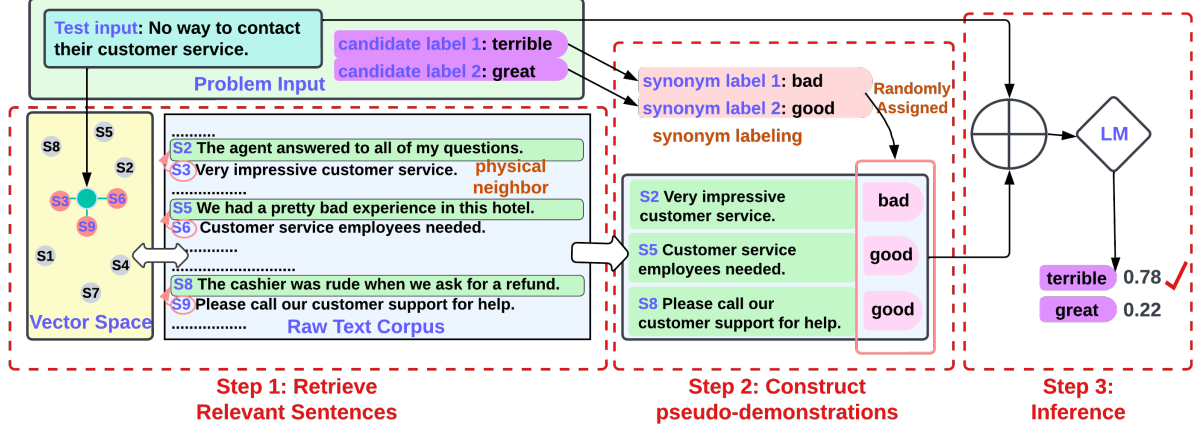 Test input: No way to contact
their customer service.
candidate label 1: terrible
candidate label 2: great
Problem Input
synonym label 1: bad
synonym label 2: good
synonym labeling
Randomly
Assigned
S5
S8
S2
S3
S6
S9
S1
S4
S7
Vector Space
..........
S2 The agent answered to all of my questions.
S3 Very impressive customer service.
physical
neighbor
................
S5 We had a pretty bad experience in this hotel.
S6 Customer service employees needed.
..............
...........................
S8 The cashier was rude when we ask for a refund.
S9 Please call our customer support for help.
................
Raw Text Corpus
S2 Very impressive
customer service.
bad
S5 Customer service
employees needed.
good
S8 Please call our
customer support for help.
good
LM
terrible 0.78
great 0.22
Step 1: Retrieve
Relevant Sentences
Step 2: Construct
pseudo-demonstrations
Step 3:
Inference